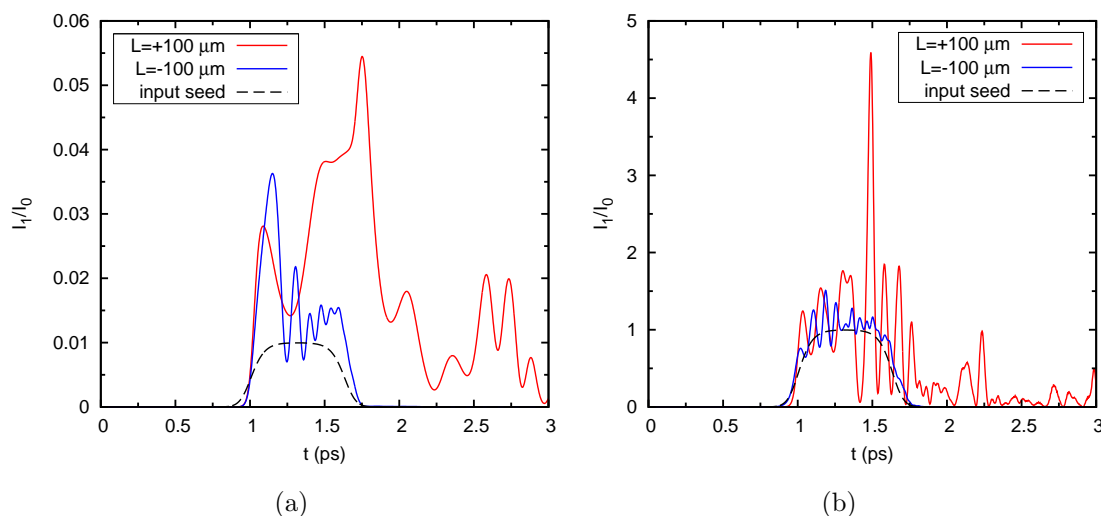 0.06
0.05
0.04
0.03
0.02
0.01
0
I1/I0
L=+100 μm
L=-100 μm
input seed
0 0.5 1 1.5 2 2.5 3
t (ps)
(a)
5
4
3
2
1
0
I1/I0
L=+100 μm
L=-100 μm
input seed
0 0.5 1 1.5 2 2.5 3
t (ps)
(b)